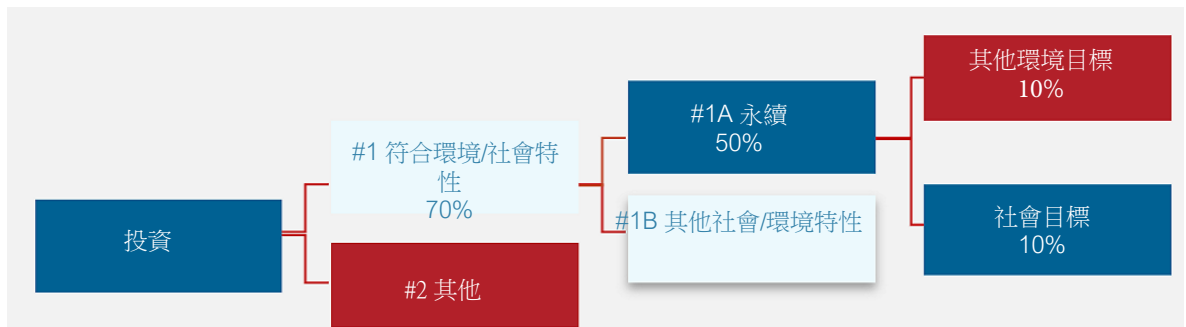 投資
#1 符合環境/社會特
性
70%
#2 其他
#1A 永續
50%
#1B 其他社會/環境特性
其他環境目標
10%
社會目標
10%